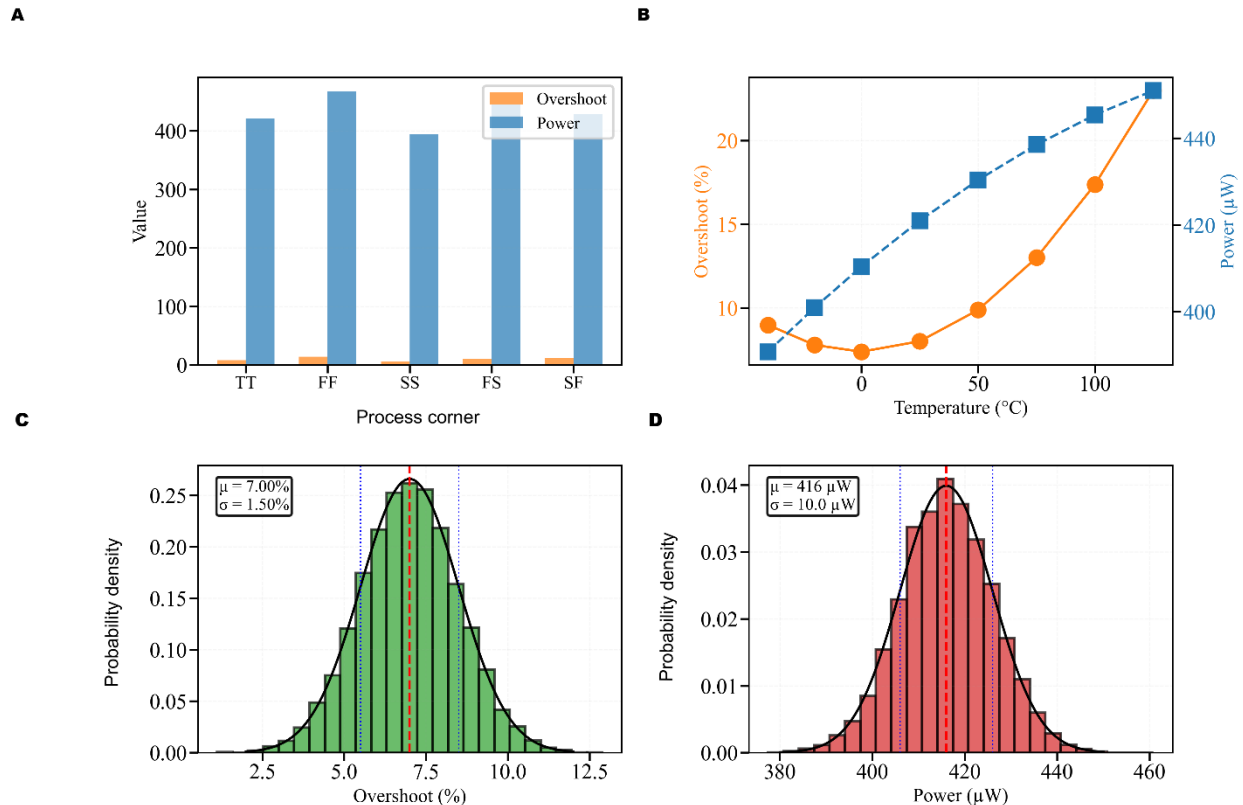 A
Overshoot
Power
Value
400
300
200
100
0
TT
FF
SS
FS
SF
Process corner
B
Overshoot (%)
20
15
10
Power (µW)
440
420
400
0
50
100
Temperature (°C)
C
µ = 7.00%
σ = 1.50%
Probability density
0.25
0.20
0.15
0.10
0.05
0.00
2.5
5.0
7.5
10.0
12.5
Overshoot (%)
D
µ = 416 µW
σ = 10.0 µW
Probability density
0.04
0.03
0.02
0.01
0.00
380
400
420
440
460
Power (µW)